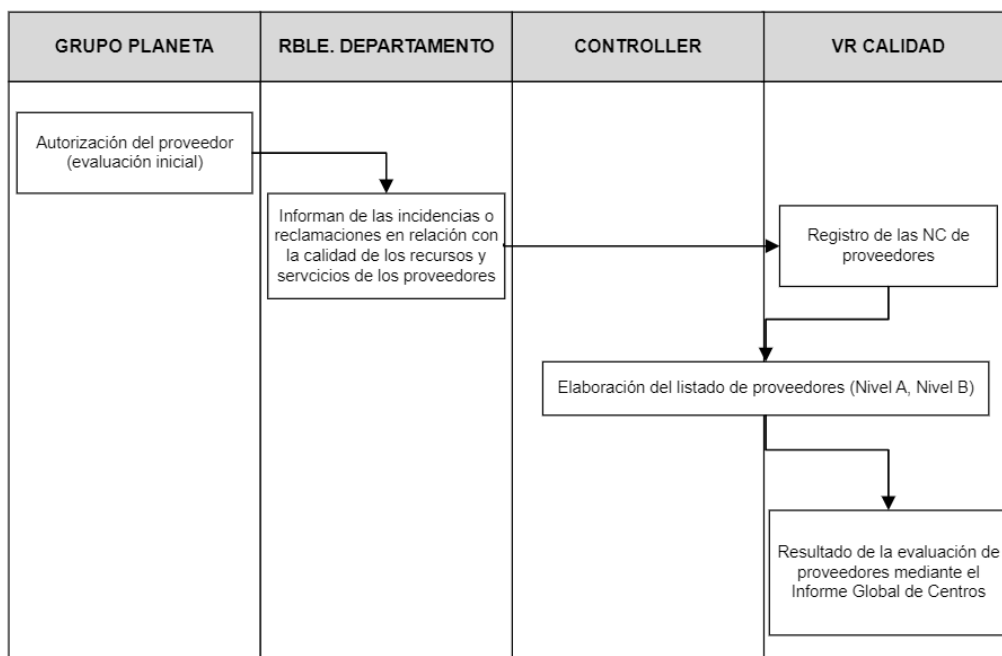 GRUPO PLANETA
RBLE. DEPARTAMENTO
CONTROLLER
VR CALIDAD
Autorización del proveedor
(evaluación inicial)
Informan de las incidencias o
reclamaciones en relación con
la calidad de los recursos y
servcicios de los proveedores
Registro de las NC de
proveedores
Elaboración del listado de proveedores (Nivel A, Nivel B)
Resultado de la evaluación de
proveedores mediante el
Informe Global de Centros